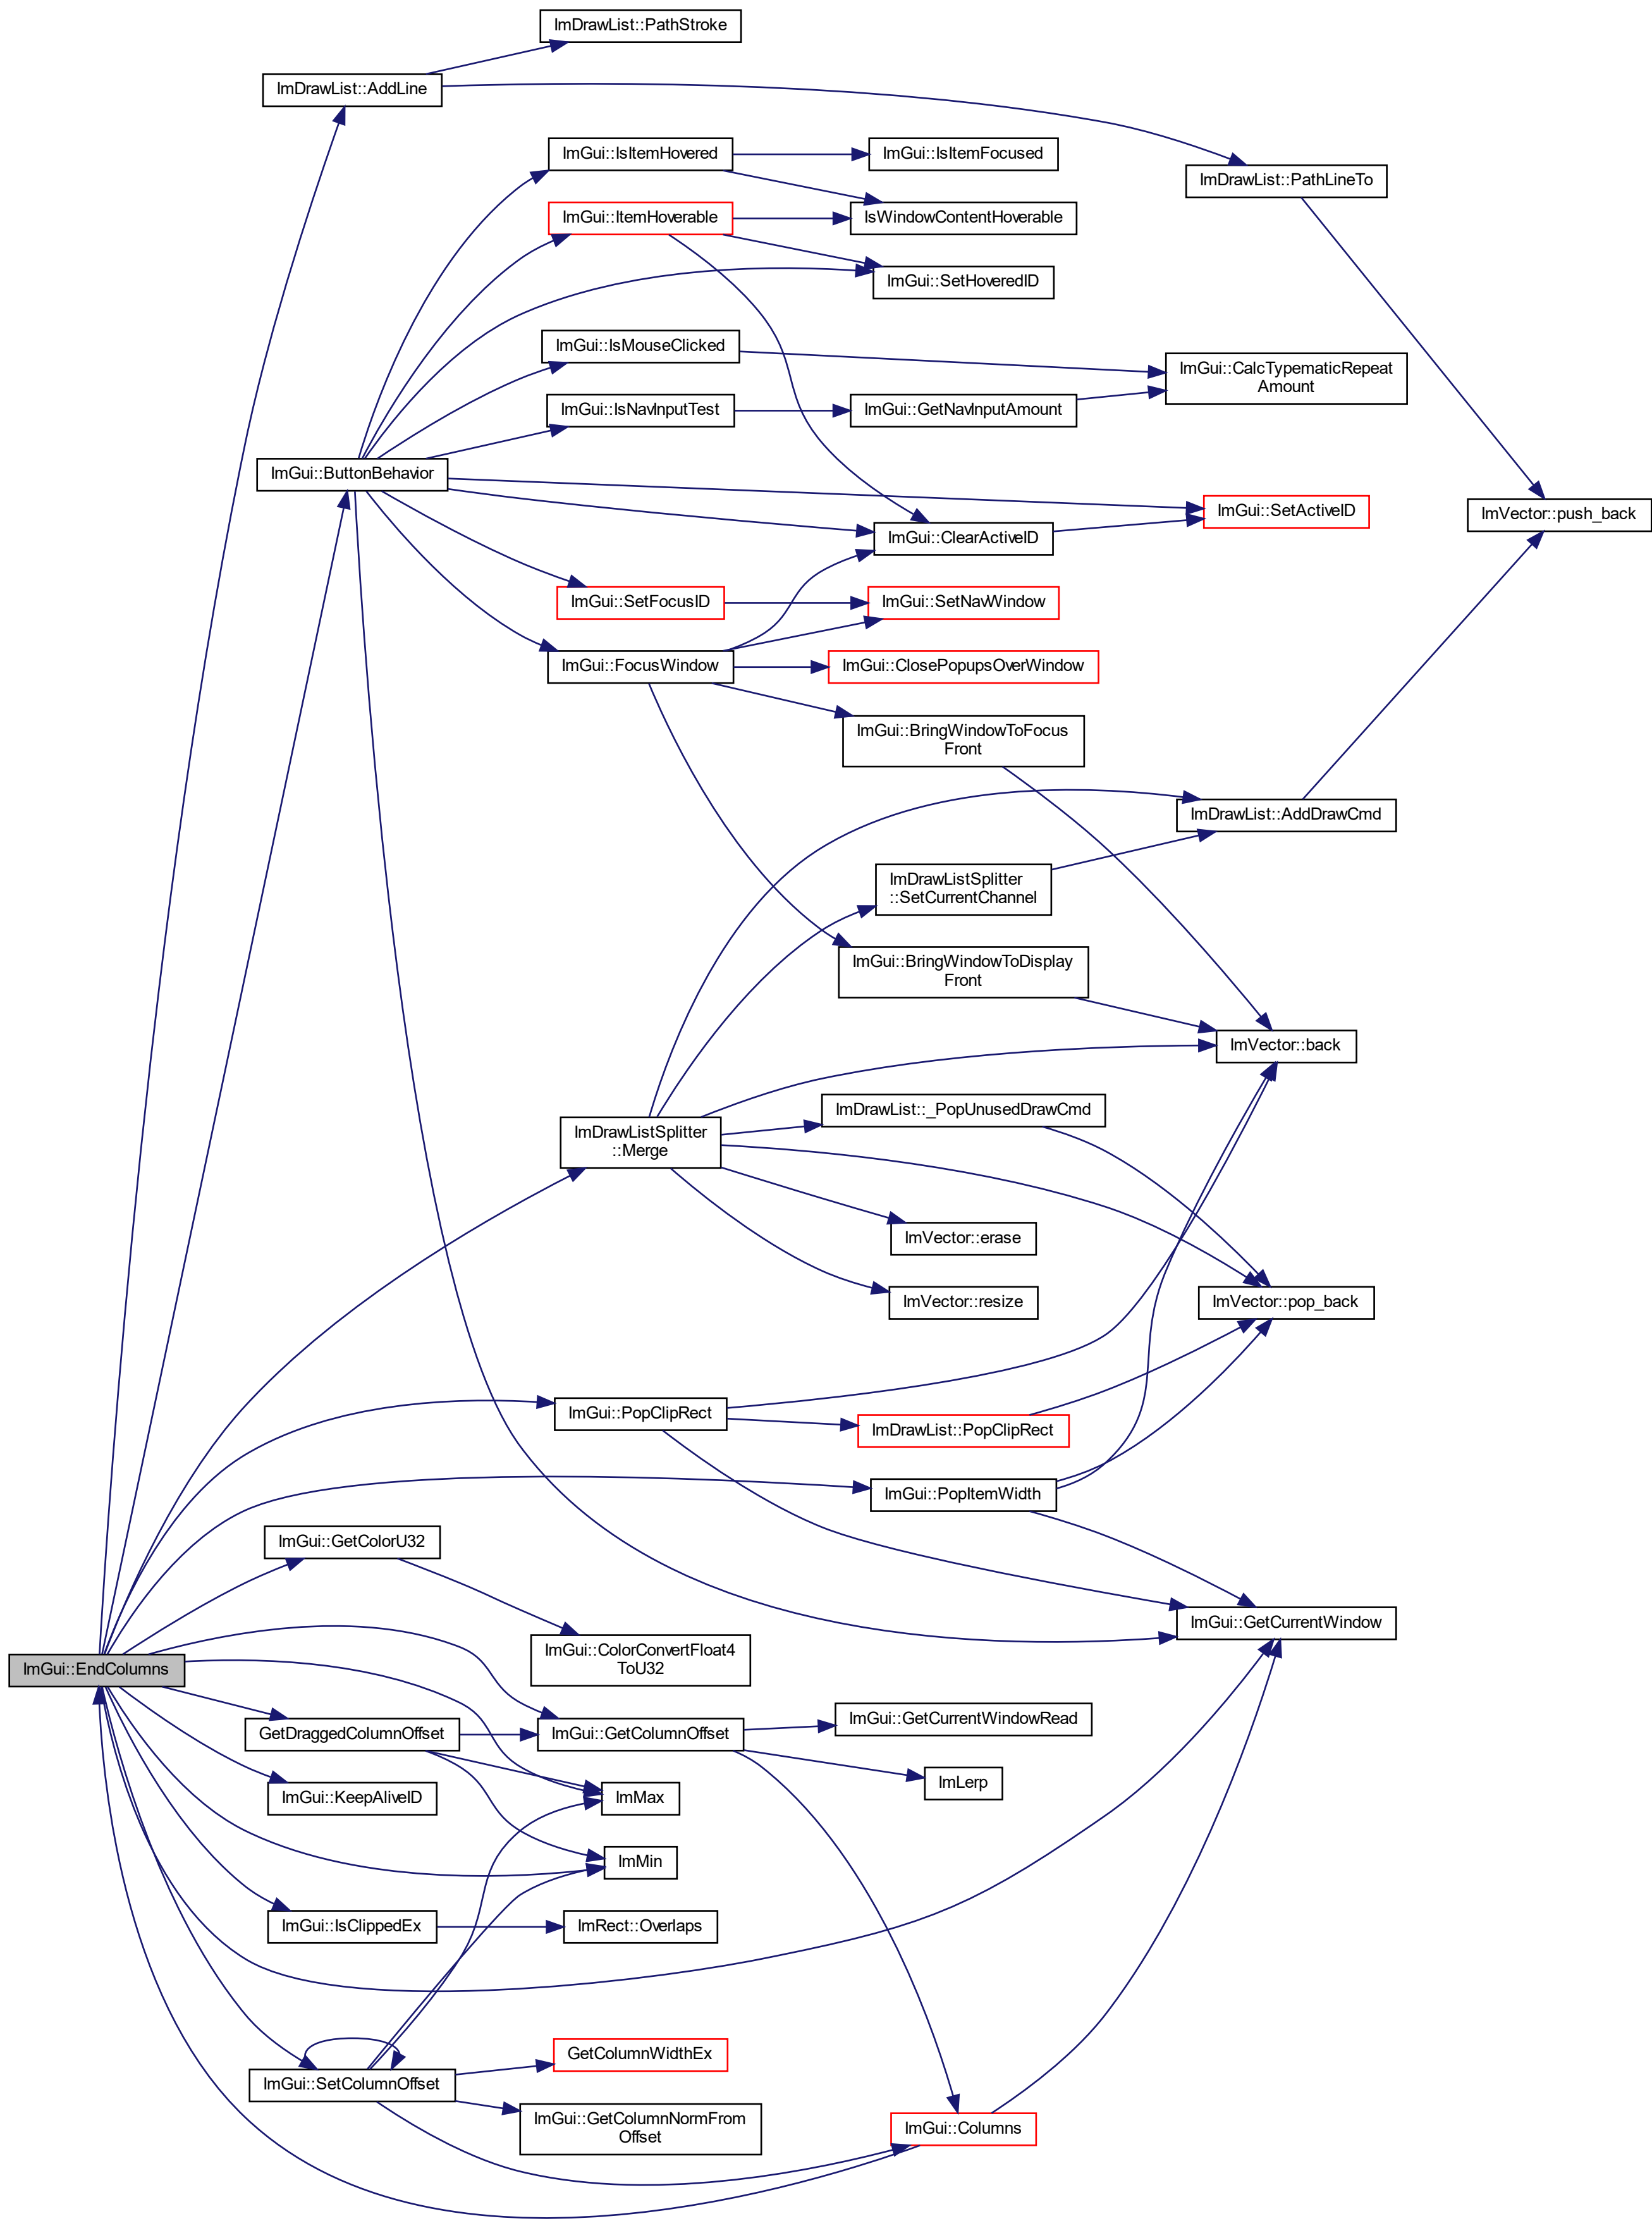 ImDrawList::PathStroke
ImDrawList::AddLine
ImGui::IsItemHovered
ImGui::IsItemFocused
ImDrawList::PathLineTo
ImGui::ItemHoverable
IsWindowContentHoverable
ImGui::SetHoveredID
ImGui::IsMouseClicked
ImGui::CalcTypematicRepeat
Amount
ImGui::IsNavInputTest
ImGui::GetNavInputAmount
ImGui::ButtonBehavior
ImGui::SetActiveID
ImVector::push_back
ImGui::ClearActiveID
ImGui::SetFocusID
ImGui::SetNavWindow
ImGui::FocusWindow
ImGui::ClosePopupsOverWindow
ImGui::BringWindowToFocus
Front
ImDrawList::AddDrawCmd
ImDrawListSplitter
::SetCurrentChannel
ImGui::BringWindowToDisplay
Front
ImVector::back
ImDrawList::_PopUnusedDrawCmd
ImDrawListSplitter
::Merge
ImVector::erase
ImVector::resize
ImVector::pop_back
ImGui::PopClipRect
ImDrawList::PopClipRect
ImGui::PopItemWidth
ImGui::GetColorU32
ImGui::GetCurrentWindow
ImGui::ColorConvertFloat4
ToU32
ImGui::EndColumns
GetDraggedColumnOffset
ImGui::GetColumnOffset
ImGui::GetCurrentWindowRead
ImLerp
ImGui::KeepAliveID
ImMax
ImMin
ImGui::IsClippedEx
ImRect::Overlaps
GetColumnWidthEx
ImGui::SetColumnOffset
ImGui::GetColumnNormFrom
Offset
ImGui::Columns